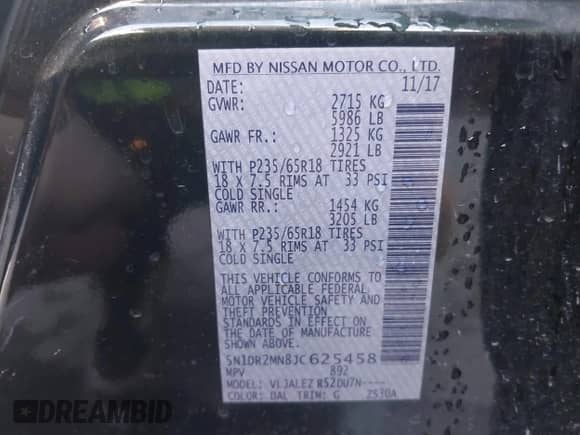 MFD BY NISSAN MOTOR CO., LTD.
DATE: 11/17
GVWR: 2715 KG
5986 LB
GAWR FR.: 1325 KG
2921 LB
WITH P235/65R18 TIRES
18 X 7.5 RIMS AT 33 PSI
COLD SINGLE
GAWR RR.: 1454 KG
3205 LB
WITH P235/65R18 TIRES
18 X 7.5 RIMS AT 33 PSI
COLD SINGLE
THIS VEHICLE CONFORMS TO
ALL APPLICABLE FEDERAL
MOTOR VEHICLE SAFETY AND
AND THEFT PREVENTION
STANDARDS IN EFFECT ON
THE DATE OF MANUFACTURE
SHOWN ABOVE.
5N1DR2MN8JC625458
MPV 892
MODEL: VLJALEZ R52DU7N----
COLOR: DAL TRIM: G 2530A
FAX.bid